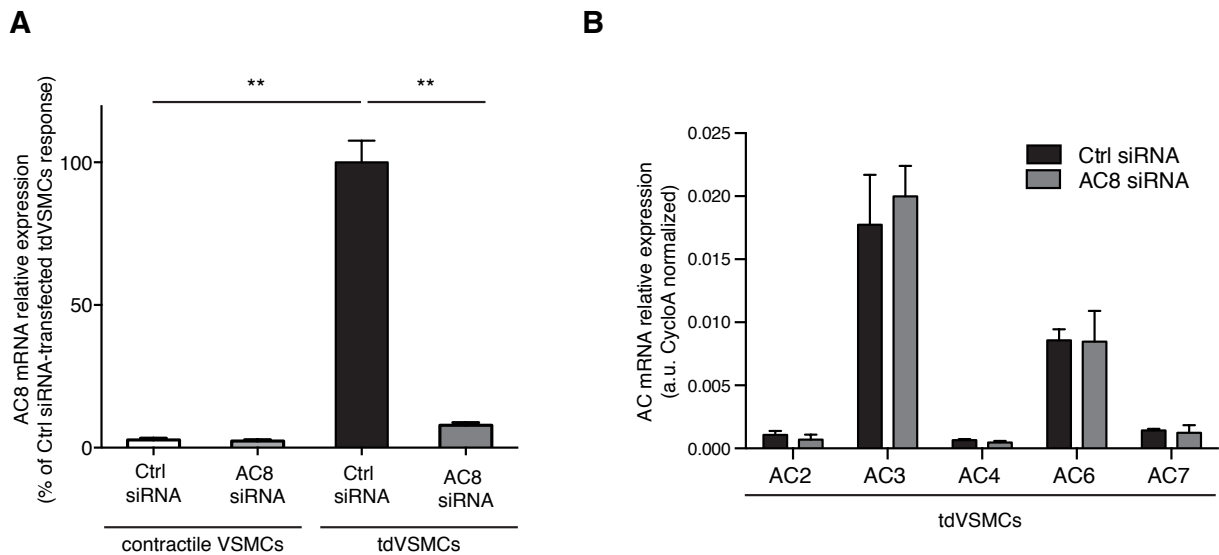 A
AC8 mRNA relative expression
(% of Ctrl siRNA-transfected tdVSMCs response)
100
50
0
**
**
Ctrl
siRNA
AC8
siRNA
Ctrl
siRNA
AC8
siRNA
contractile VSMCs
tdVSMCs
B
AC mRNA relative expression
(a.u. CycloA normalized)
0.025
0.020
0.015
0.010
0.005
0.000
Ctrl siRNA
AC8 siRNA
AC2
AC3
AC4
AC6
AC7
tdVSMCs